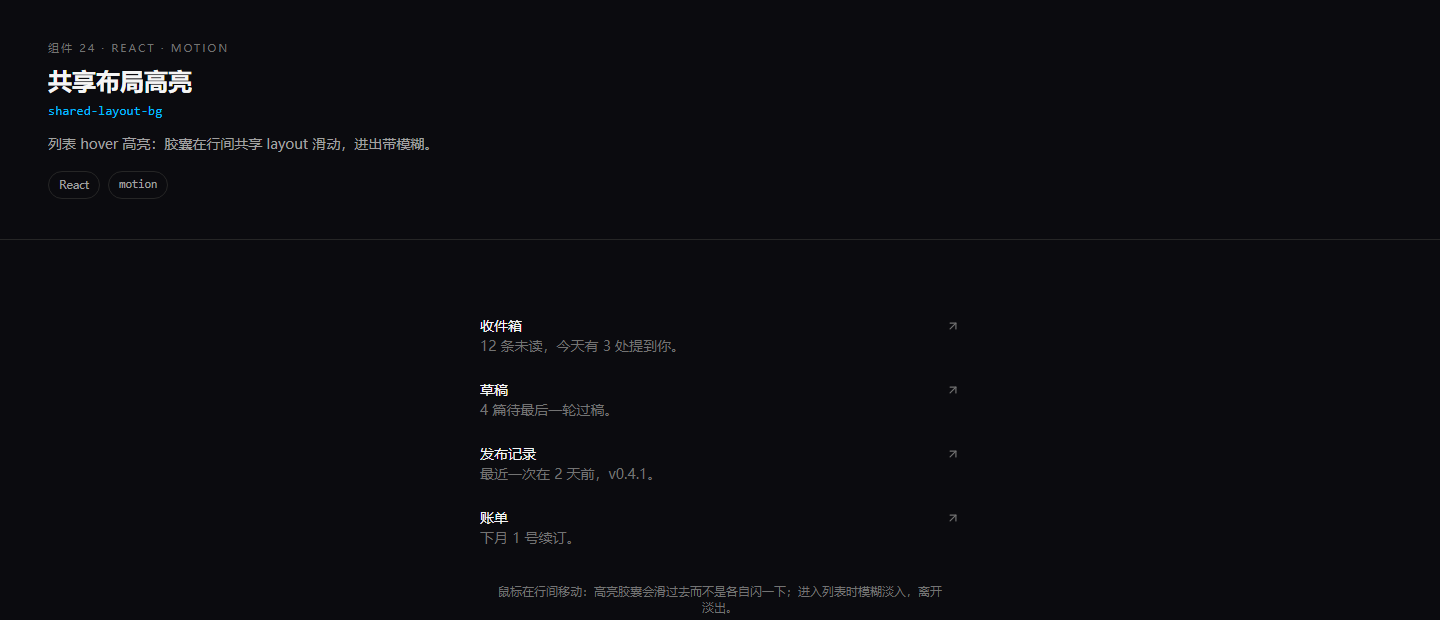 组件 24 · REACT · MOTION
共享布局高亮
shared-layout-bg
列表 hover 高亮：胶囊在行间共享 layout 滑动，进出带模糊。
React motion
收件箱
12 条未读，今天有 3 处提到你。
草稿
4 篇待最后一轮过稿。
发布记录
最近一次在 2 天前，v0.4.1。
账单
下月 1 号续订。
鼠标在行间移动：高亮胶囊会滑过去而不是各自闪一下；进入列表时模糊淡入，离开
淡出。